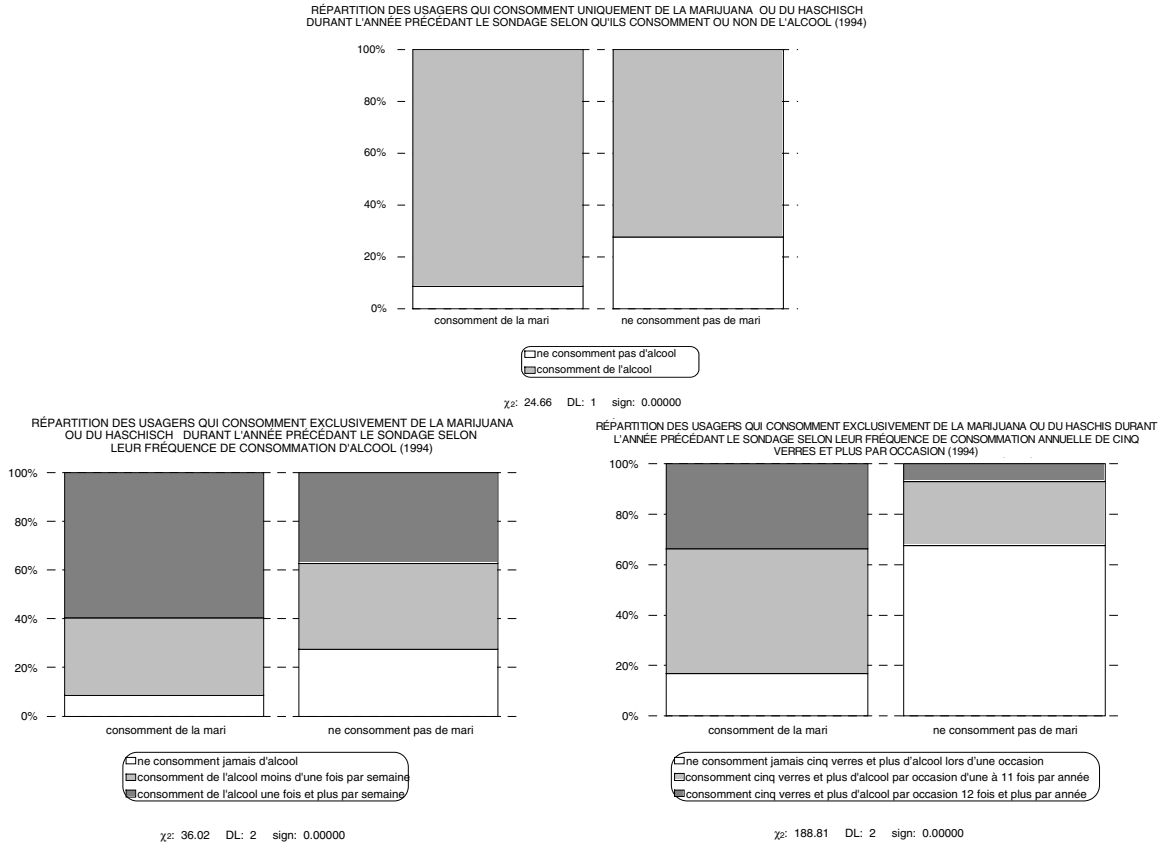 RÉPARTITION DES USAGERS QUI CONSOMMENT UNIQUEMENT DE LA MARIJUANA OU DU HASCHISCH
DURANT L'ANNÉE PRÉCÉDANT LE SONDAGE SELON QU'ILS CONSOMMENT OU NON DE L'ALCOOL (1994)
100%
80%
60%
40%
20%
0%
consomment de la mari
ne consomment pas de mari
ne consomment pas d'alcool
consomment de l'alcool
χ2: 24.66 DL: 1 sign: 0.00000
RÉPARTITION DES USAGERS QUI CONSOMMENT EXCLUSIVEMENT DE LA MARIJUANA
OU DU HASCHISCH DURANT L'ANNÉE PRÉCÉDANT LE SONDAGE SELON
LEUR FRÉQUENCE DE CONSOMMATION D'ALCOOL (1994)
100%
80%
60%
40%
20%
0%
consomment de la mari
ne consomment pas de mari
ne consomment jamais d'alcool
consomment de l'alcool moins d'une fois par semaine
consomment de l'alcool une fois et plus par semaine
χ2: 36.02 DL: 2 sign: 0.00000
RÉPARTITION DES USAGERS QUI CONSOMMENT EXCLUSIVEMENT DE LA MARIJUANA OU DU HASCHIS DURANT
L'ANNÉE PRÉCÉDANT LE SONDAGE SELON LEUR FRÉQUENCE DE CONSOMMATION ANNUELLE DE CINQ
VERRES ET PLUS PAR OCCASION (1994)
100%
80%
60%
40%
20%
0%
consomment de la mari
ne consomment pas de mari
ne consomment jamais cinq verres et plus d'alcool lors d'une occasion
consomment cinq verres et plus d'alcool par occasion d'une à 11 fois par année
consomment cinq verres et plus d'alcool par occasion 12 fois et plus par année
χ2: 188.81 DL: 2 sign: 0.00000